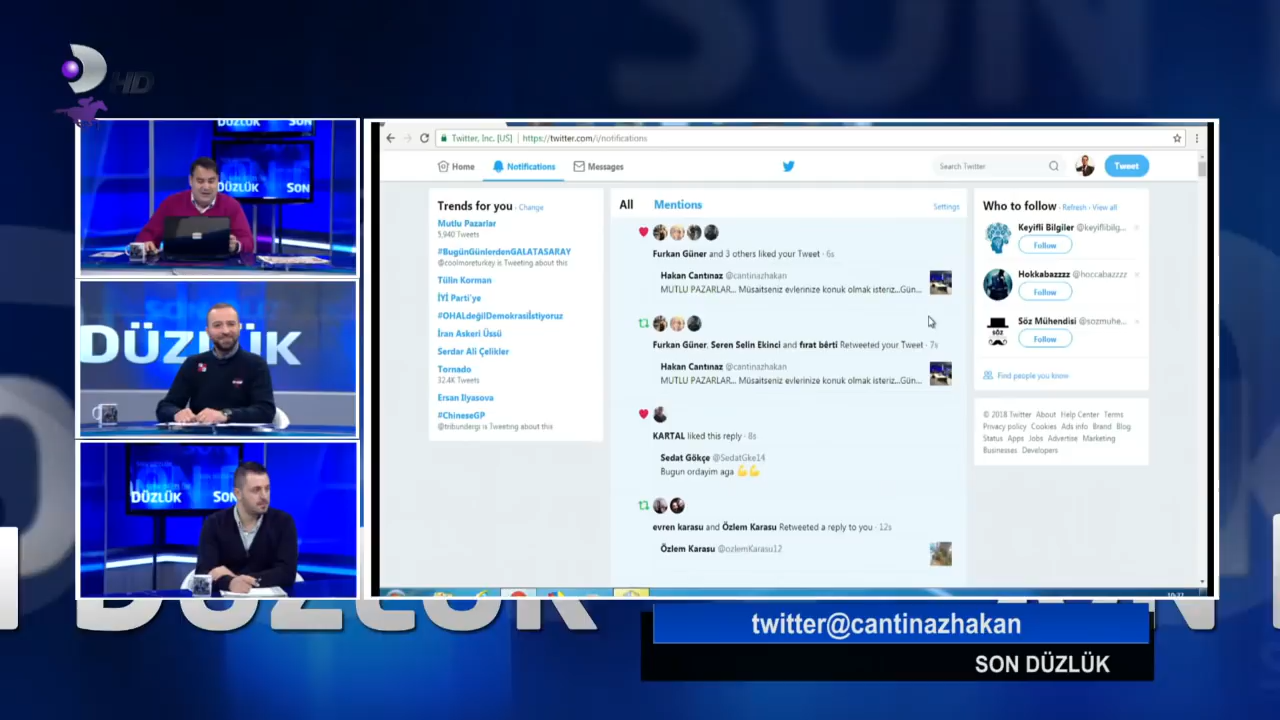 SON
HD
DÜZLÜK SON
DÜZLÜK SON
DÜZLÜK
DÜZLÜK SON
DÜZLÜK
Twitter, Inc. [US] https://twitter.com/i/notifications
Home Notifications Messages Search Twitter Tweet
Trends for you · Change
Mutlu Pazarlar
5,940 Tweets
#BugünGünlerdenGALATASARAY
@coolmoreturkey is Tweeting about this
Tülin Korman
İYİ Parti'ye
#OHALdeğilDemokrasiİstiyoruz
İran Askeri Üssü
Serdar Ali Çelikler
Tornado
32.4K Tweets
Ersan Ilyasova
#ChineseGP
@tribundergi is Tweeting about this
All Mentions Settings
Furkan Güner and 3 others liked your Tweet · 6s
Hakan Cantınaz @cantinazhakan
MUTLU PAZARLAR... Müsaitseniz evlerinize konuk olmak isteriz...Gün...
Furkan Güner, Seren Selin Ekinci and fırat bêrti Retweeted your Tweet · 7s
Hakan Cantınaz @cantinazhakan
MUTLU PAZARLAR... Müsaitseniz evlerinize konuk olmak isteriz...Gün...
KARTAL liked this reply · 8s
Sedat Gökçe @SedatGke14
Bugun ordayim aga 💪💪
evren karasu and Özlem Karasu Retweeted a reply to you · 12s
Özlem Karasu @ozlemKarasu12
Who to follow · Refresh · View all
Keyifli Bilgiler @keyiflibilg...
Follow
Hokkabazzzz @hoccabazzzz
Follow
SÖZ
Söz Mühendisi @sozmuhe...
Follow
Find people you know
© 2018 Twitter About Help Center Terms
Privacy policy Cookies Ads info Brand Blog
Status Apps Jobs Advertise Marketing
Businesses Developers
twitter@cantinazhakan
SON DÜZLÜK